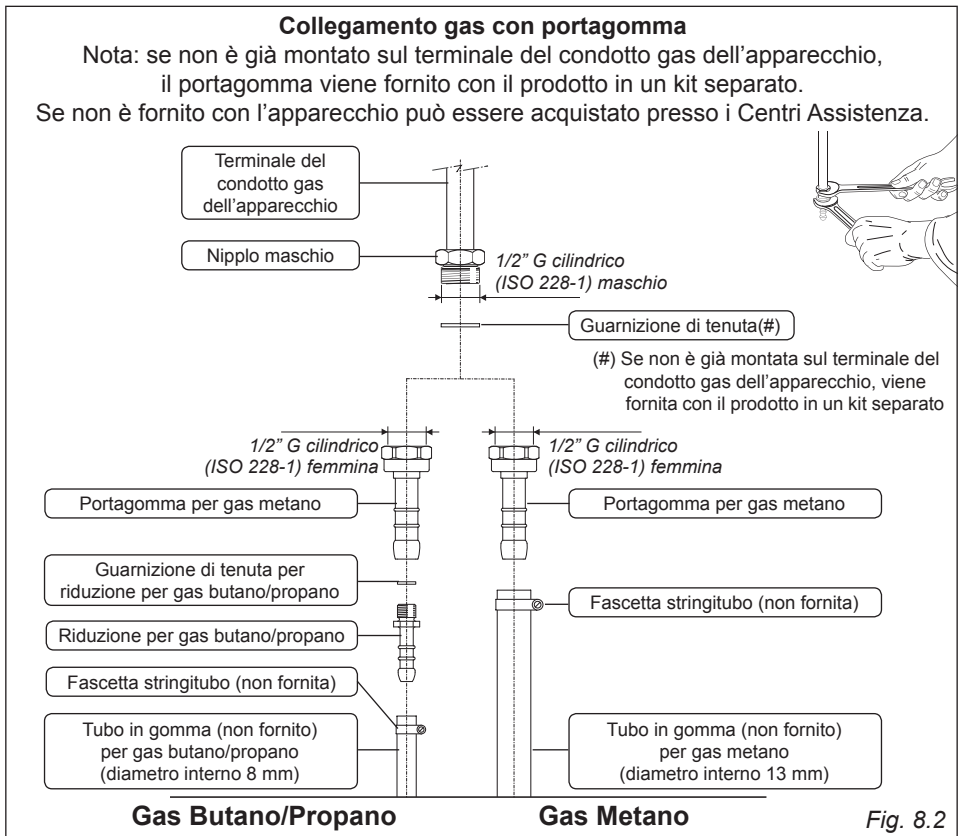 Collegamento gas con portagomma
Nota: se non è già montato sul terminale del condotto gas dell’apparecchio,
il portagomma viene fornito con il prodotto in un kit separato.
Se non è fornito con l’apparecchio può essere acquistato presso i Centri Assistenza.
Terminale del
condotto gas
dell’apparecchio
Nipplo maschio
1/2” G cilindrico
(ISO 228-1) maschio
Guarnizione di tenuta(#)
(#) Se non è già montata sul terminale del
condotto gas dell’apparecchio, viene
fornita con il prodotto in un kit separato
1/2” G cilindrico
(ISO 228-1) femmina
1/2” G cilindrico
(ISO 228-1) femmina
Portagomma per gas metano
Portagomma per gas metano
Guarnizione di tenuta per
riduzione per gas butano/propano
Fascetta stringitubo (non fornita)
Riduzione per gas butano/propano
Fascetta stringitubo (non fornita)
Tubo in gomma (non fornito)
per gas butano/propano
(diametro interno 8 mm)
Tubo in gomma (non fornito)
per gas metano
(diametro interno 13 mm)
Gas Butano/Propano
Gas Metano
Fig. 8.2